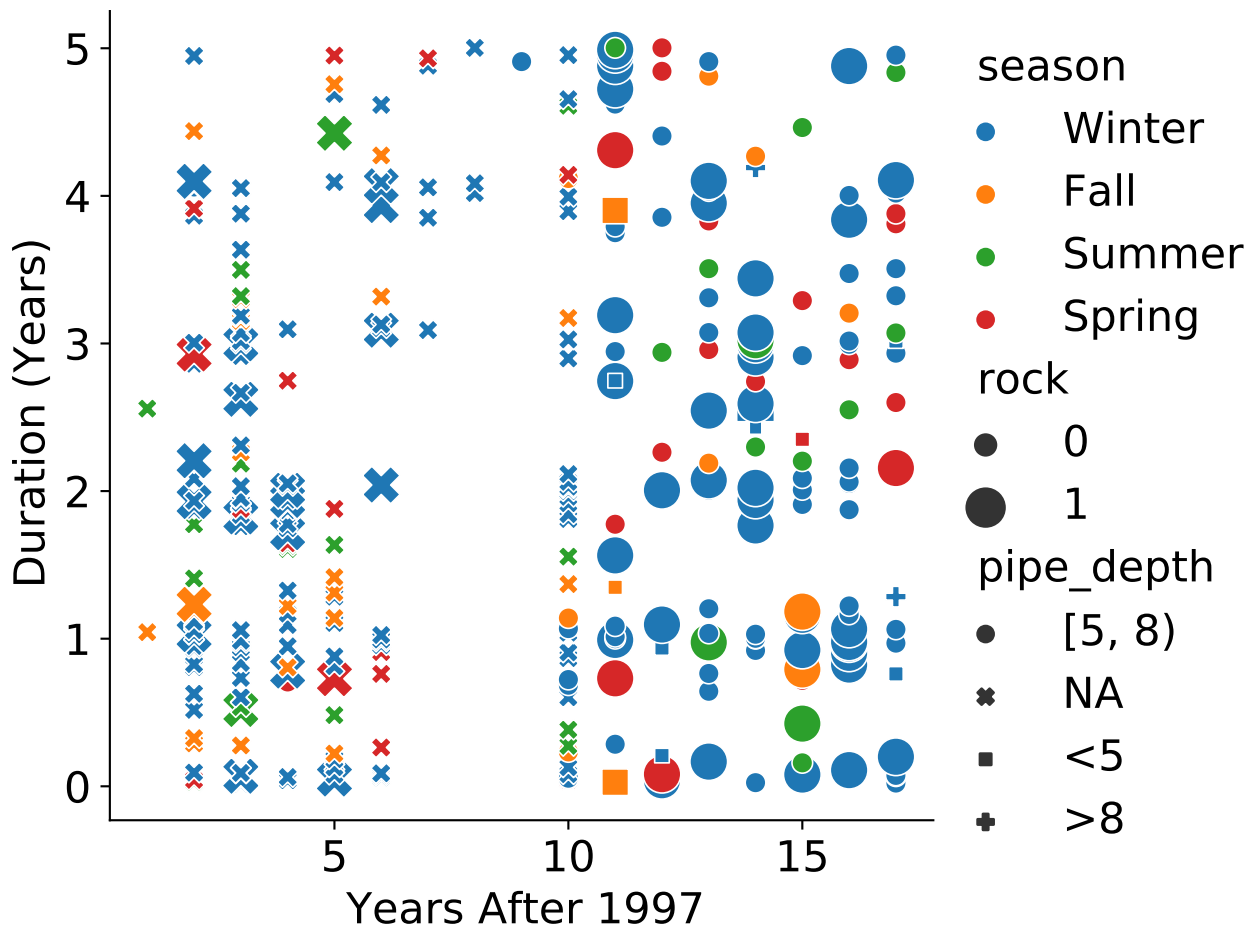 5
4
3
2
1
0
Duration (Years)
5
10
15
Years After 1997
season
Winter
Fall
Summer
Spring
rock
0
1
pipe_depth
[5, 8)
NA
<5
>8